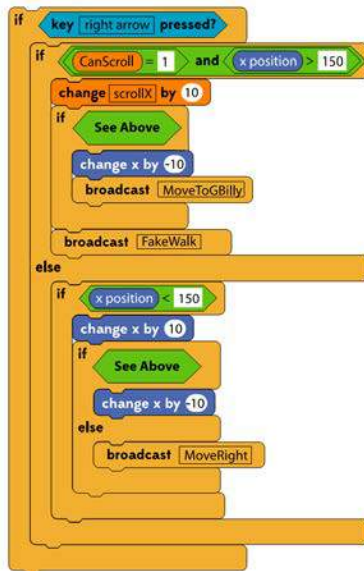 if key right arrow pressed?
if CanScroll = 1 and x position > 150
change scrollX by 10
if
See Above
change x by -10
broadcast MoveToGBilly
broadcast FakeWalk
else
if x position < 150
change x by 10
if
See Above
change x by -10
else
broadcast MoveRight